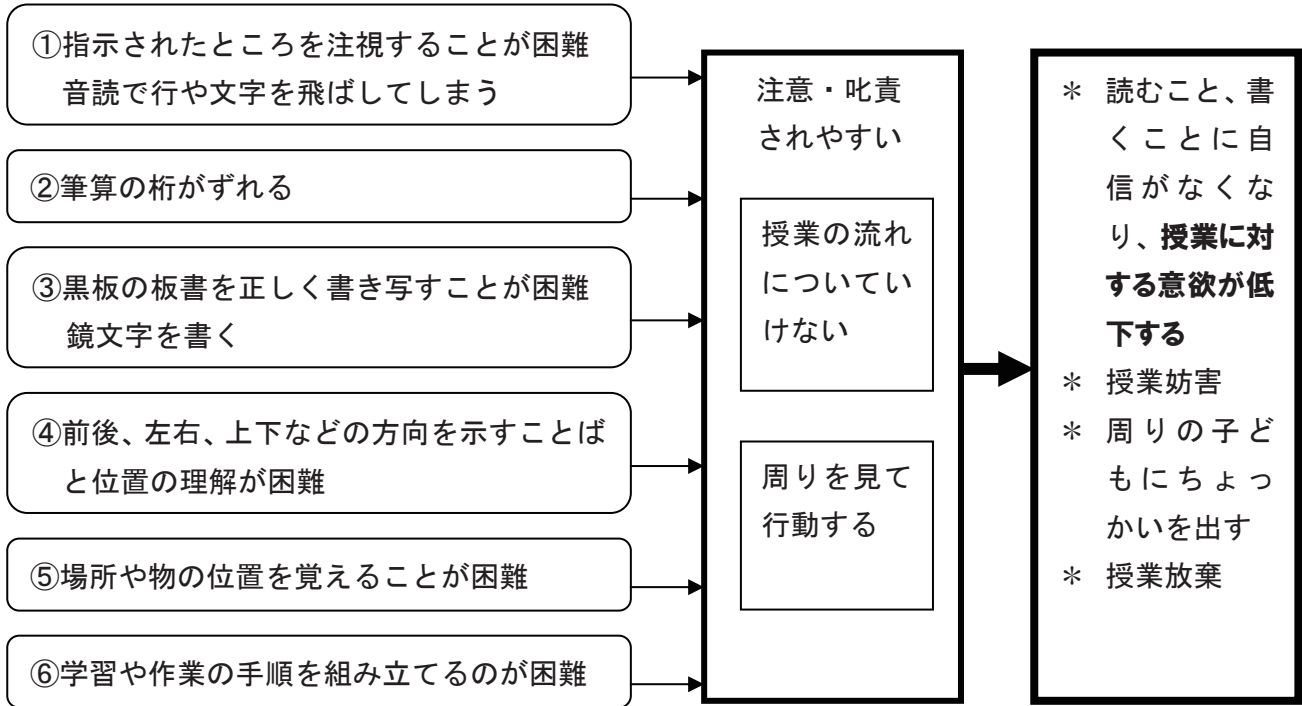 ①指示されたところを注視することが困難
音読で行や文字を飛ばしてしまう
②筆算の桁がずれる
③黒板の板書を正しく書き写すことが困難
鏡文字を書く
④前後、左右、上下などの方向を示すことば
と位置の理解が困難
⑤場所や物の位置を覚えることが困難
⑥学習や作業の手順を組み立てるのが困難
注意・叱責
されやすい
授業の流れ
についてい
けない
周りを見て
行動する
＊ 読むこと、書
くことに自
信がなくな
り、授業に対
する意欲が低
下する
＊ 授業妨害
＊ 周りの子ど
もにちょっ
かいを出す
＊ 授業放棄